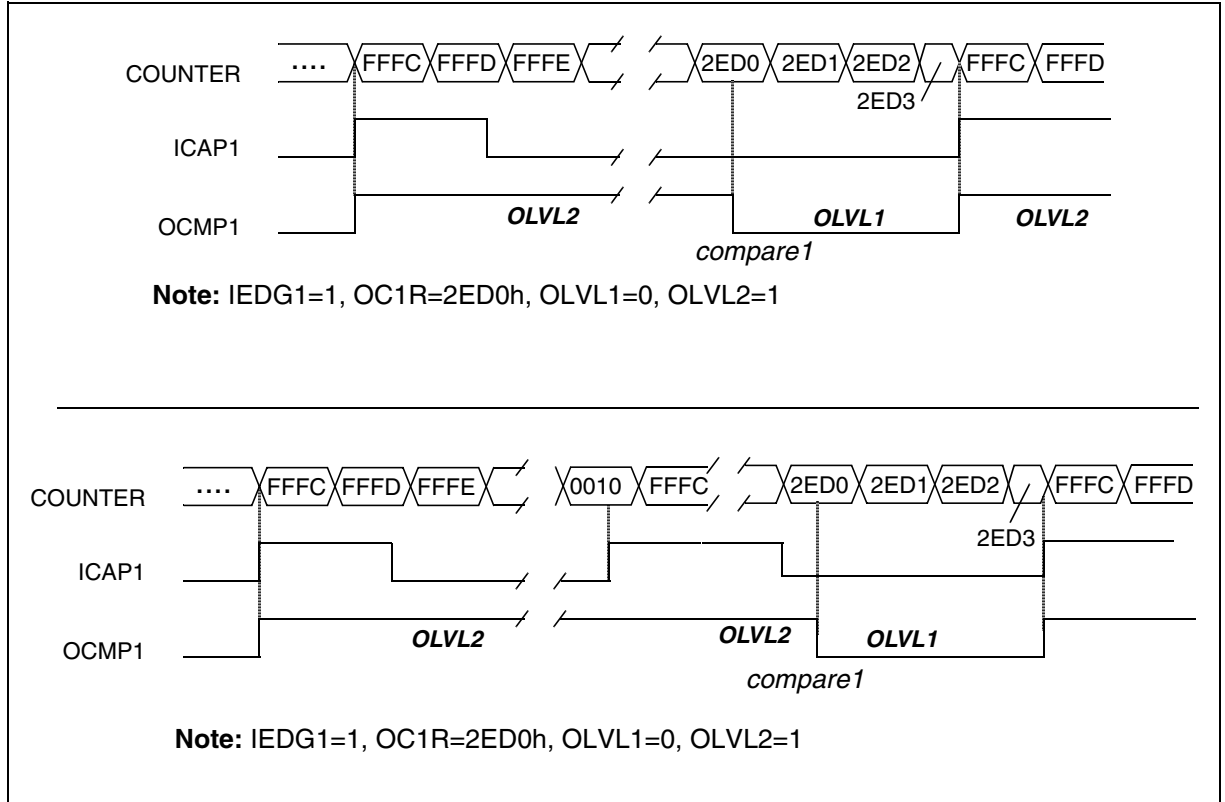 COUNTER .... FFFC FFFD FFFE 2ED0 2ED1 2ED2 FFFC FFFD
2ED3
ICAP1
OCMP1 OLVL2 OLVL1 OLVL2
compare1
Note: IEDG1=1, OC1R=2ED0h, OLVL1=0, OLVL2=1
COUNTER .... FFFC FFFD FFFE 0010 FFFC 2ED0 2ED1 2ED2 FFFC FFFD
2ED3
ICAP1
OCMP1 OLVL2 OLVL2 OLVL1
compare1
Note: IEDG1=1, OC1R=2ED0h, OLVL1=0, OLVL2=1